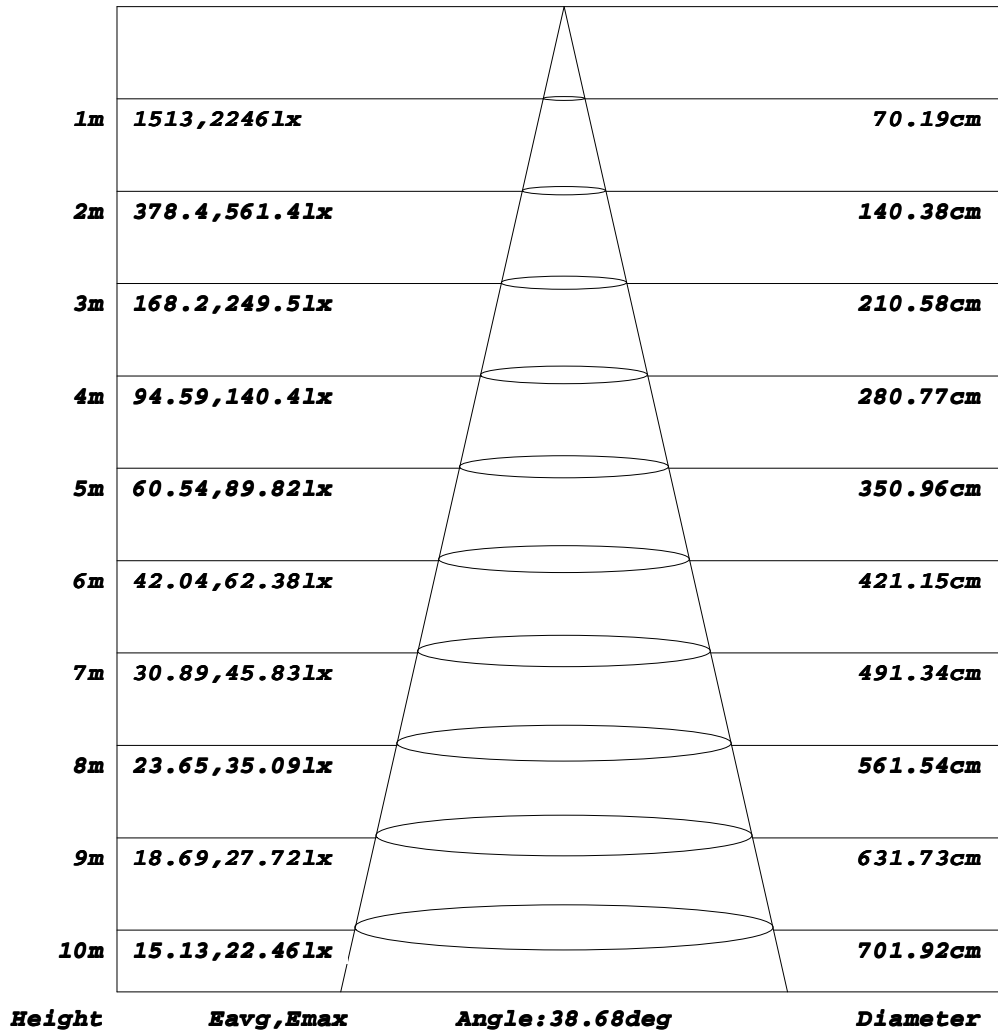 1m 1513,2246lx 70.19cm
2m 378.4,561.4lx 140.38cm
3m 168.2,249.5lx 210.58cm
4m 94.59,140.4lx 280.77cm
5m 60.54,89.82lx 350.96cm
6m 42.04,62.38lx 421.15cm
7m 30.89,45.83lx 491.34cm
8m 23.65,35.09lx 561.54cm
9m 18.69,27.72lx 631.73cm
10m 15.13,22.46lx 701.92cm
Height Eavg,Emax Angle:38.68deg Diameter